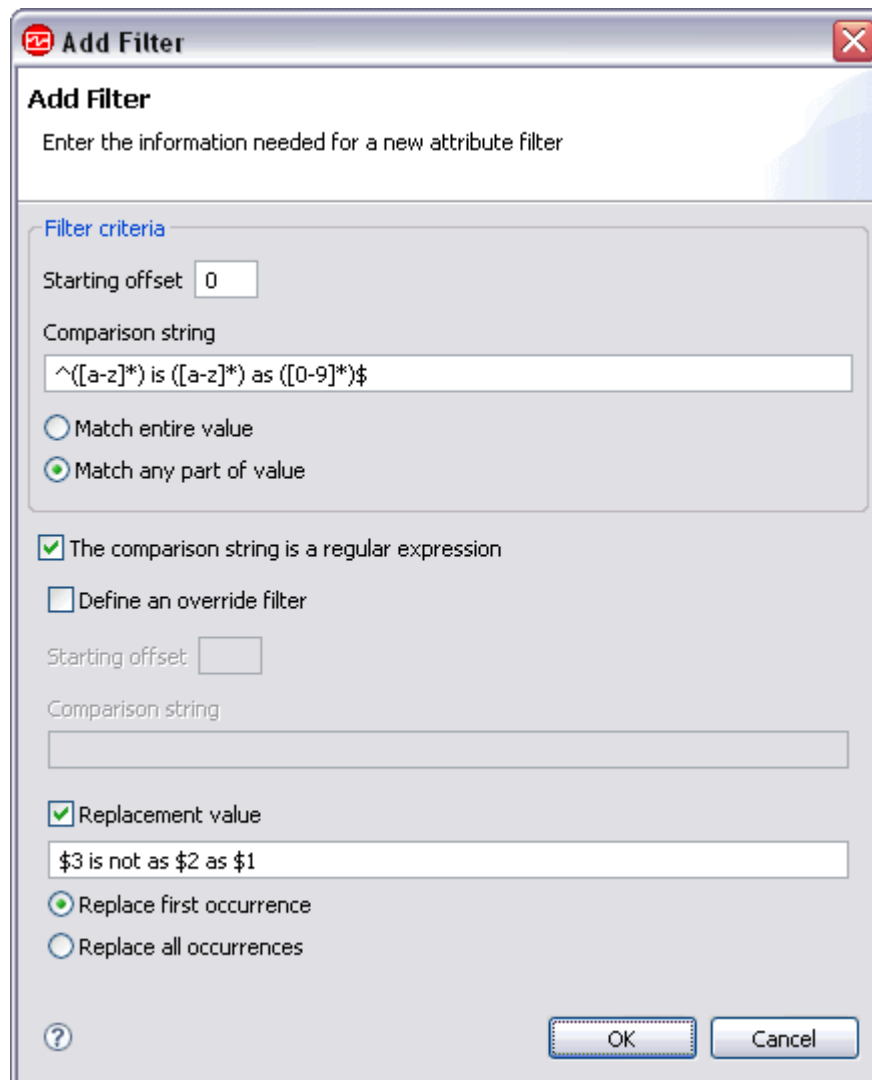 Add Filter
Add Filter
Enter the information needed for a new attribute filter
Filter criteria
Starting offset 0
Comparison string
^([a-z]*) is ([a-z]*) as ([0-9]*)$
Match entire value
Match any part of value
The comparison string is a regular expression
Define an override filter
Starting offset
Comparison string
Replacement value
$3 is not as $2 as $1
Replace first occurrence
Replace all occurrences
? OK Cancel